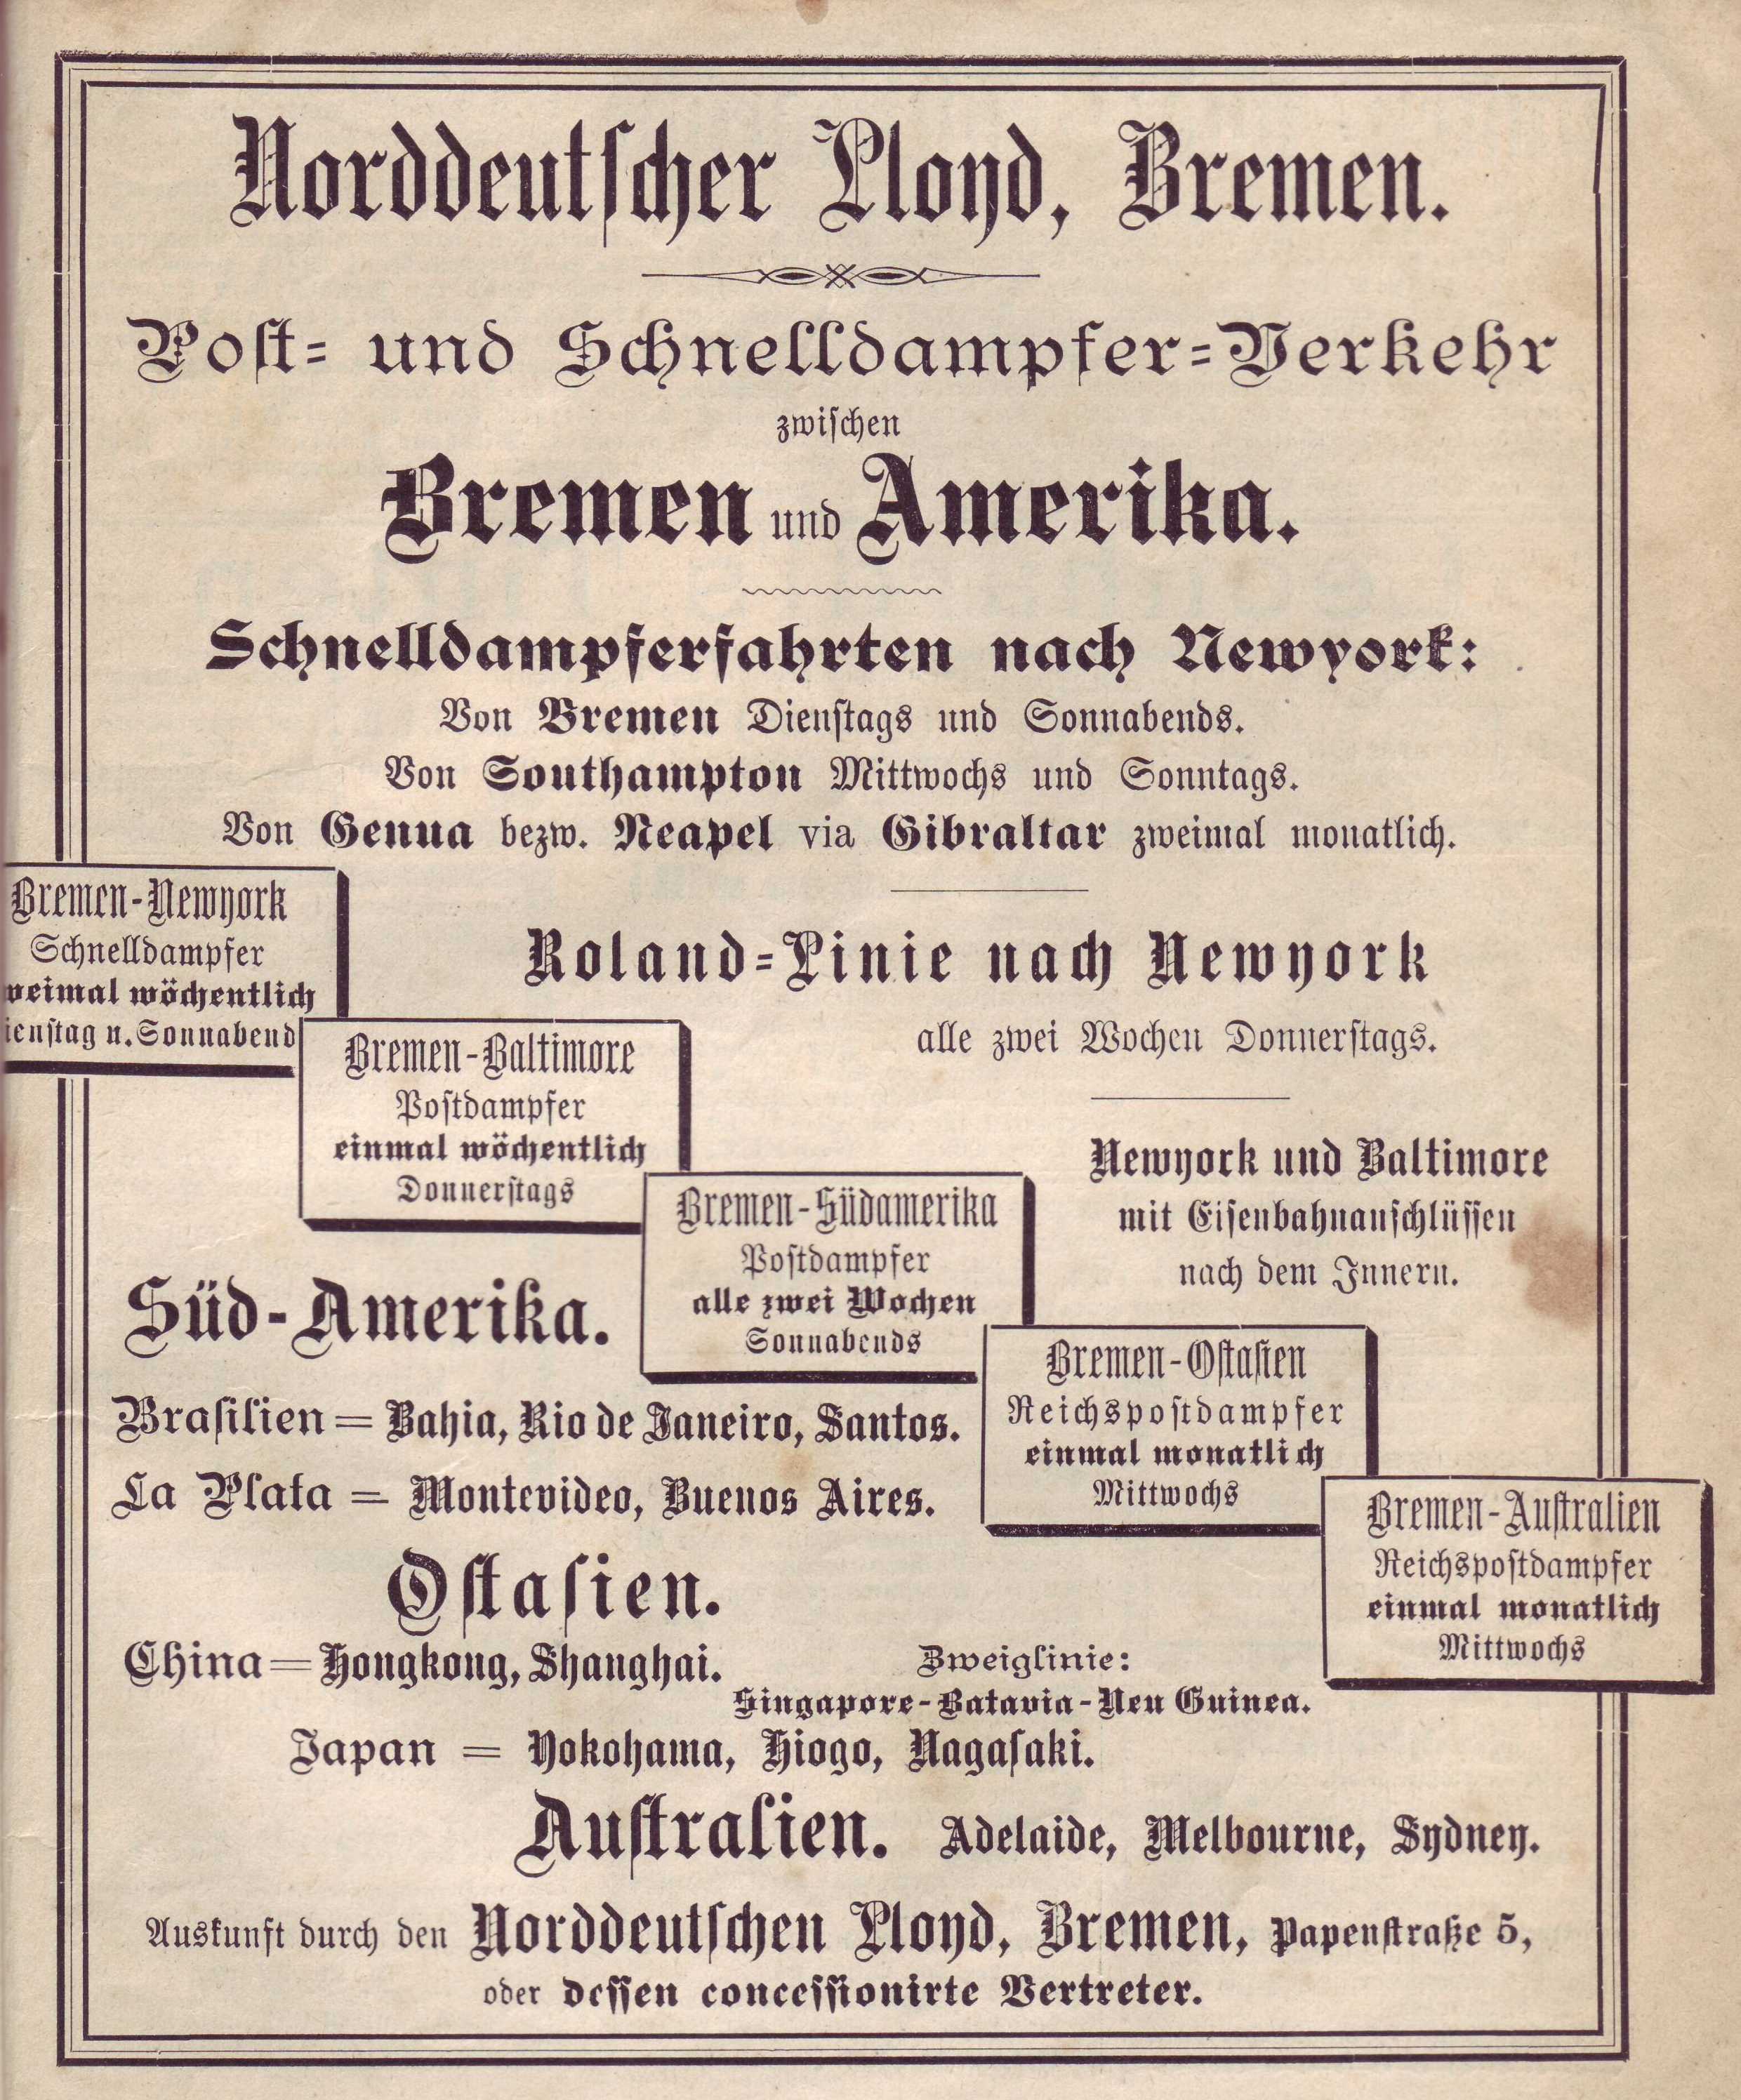 Norddeutscher Lloyd, Bremen.
Post- und Schnelldampfer-Verkehr
zwischen
Bremen und Amerika.
Schnelldampferfahrten nach Newyork:
Von Bremen Dienstags und Sonnabends.
Von Southampton Mittwochs und Sonntags.
Von Genua bezw. Neapel via Gibraltar zweimal monatlich.
Bremen-Newyork
Schnelldampfer
weimal wöchentlich
ienstag u. Sonnabend
Roland-Linie nach Newyork
alle zwei Wochen Donnerstags.
Bremen-Baltimore
Postdampfer
einmal wöchentlich
Donnerstags
Newyork und Baltimore
mit Eisenbahnanschlüssen
nach dem Innern.
Bremen-Südamerika
Postdampfer
alle zwei Wochen
Sonnabends
Bremen-Ostasien
Reichspostdampfer
einmal monatlich
Mittwochs
Bremen-Australien
Reichspostdampfer
einmal monatlich
Mittwochs
Süd-Amerika.
Brasilien = Bahia, Rio de Janeiro, Santos.
La Plata = Montevideo, Buenos Aires.
Ostasien.
China = Hongkong, Shanghai.
Zweiglinie:
Singapore-Batavia-Neu Guinea.
Japan = Yokohama, Hiogo, Nagasaki.
Australien. Adelaide, Melbourne, Sydney.
Auskunft durch den Norddeutschen Lloyd, Bremen, Papenstraße 5,
oder dessen concessionirte Vertreter.